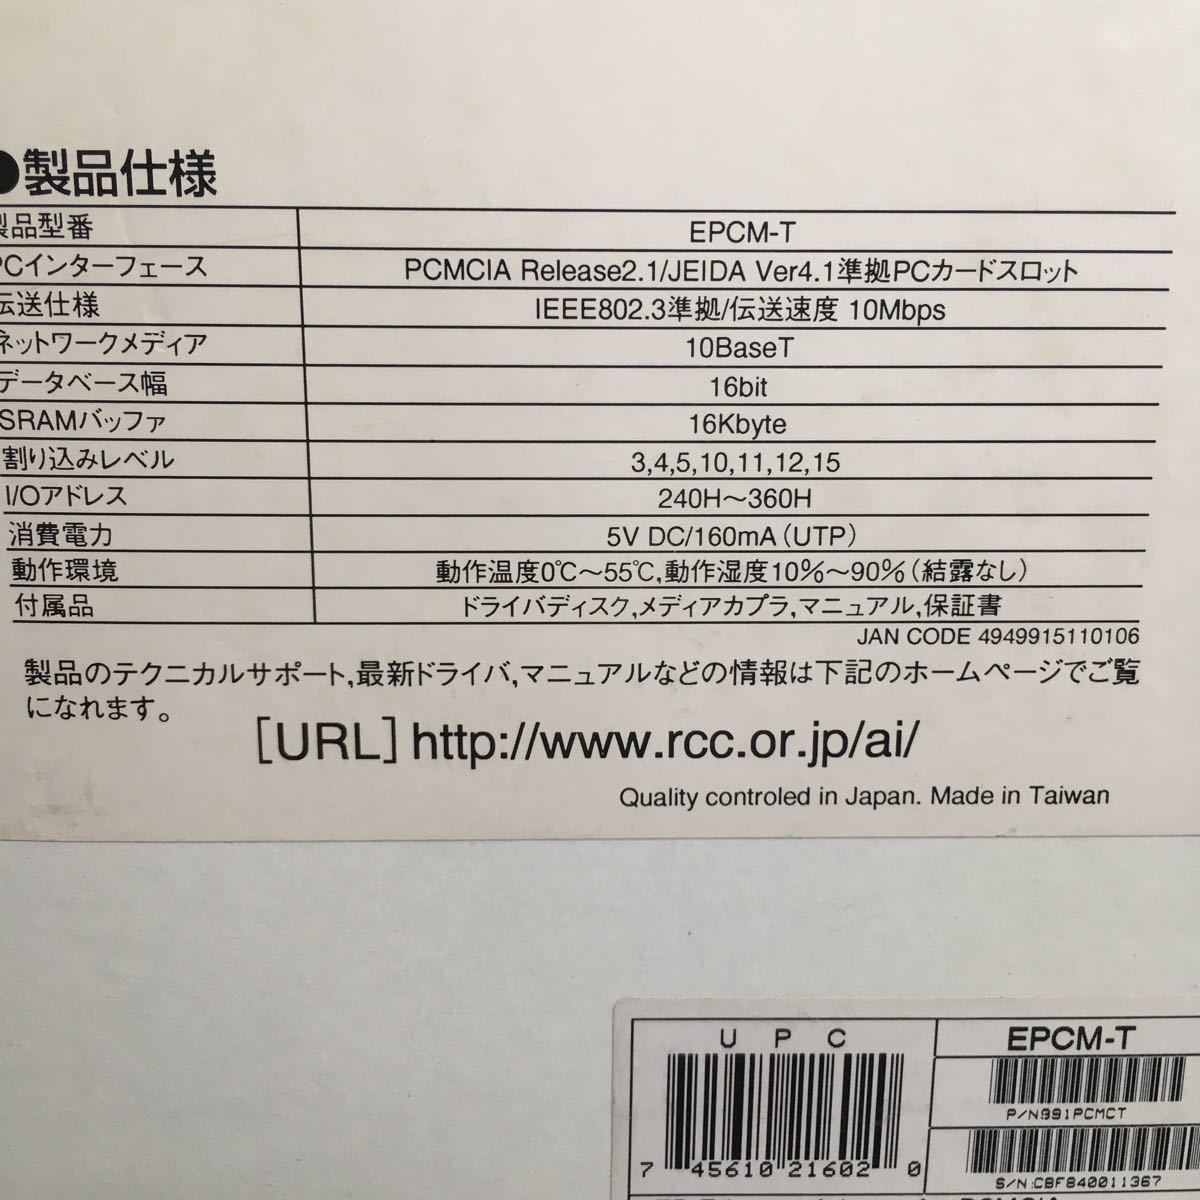 ●製品仕様
製品型番 EPCM-T
PCインターフェース PCMCIA Release2.1/JEIDA Ver4.1準拠PCカードスロット
伝送仕様 IEEE802.3準拠/伝送速度 10Mbps
ネットワークメディア 10BaseT
データベース幅 16bit
SRAMバッファ 16Kbyte
割り込みレベル 3,4,5,10,11,12,15
I/Oアドレス 240H〜360H
消費電力 5V DC/160mA(UTP)
動作環境 動作温度0℃〜55℃,動作湿度10%〜90%(結露なし)
付属品 ドライバディスク,メディアカプラ,マニュアル,保証書
JAN CODE 4949915110106
製品のテクニカルサポート,最新ドライバ,マニュアルなどの情報は下記のホームページでご覧
になれます。
[URL] http://www.rcc.or.jp/ai/
Quality controled in Japan. Made in Taiwan
UPC
7 45610 21602 0
EPCM-T
P/N991PCMCT
S/N:CBF840011367